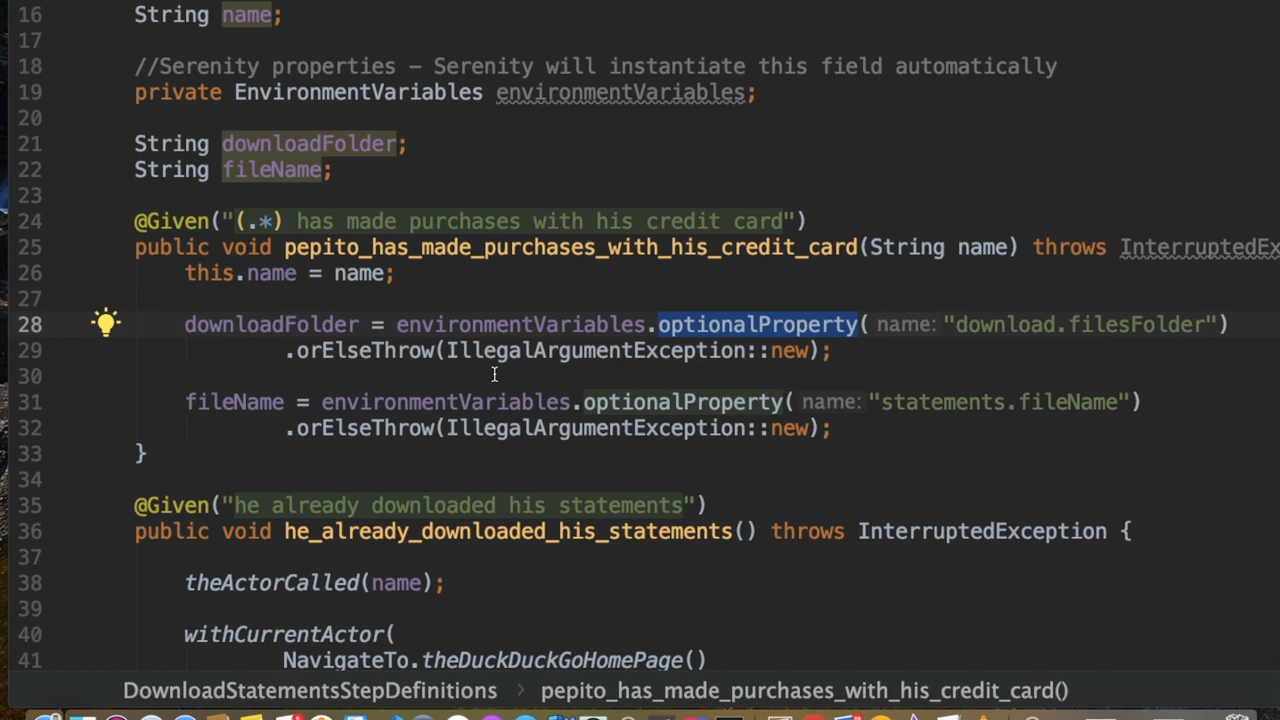 16 String name;
17
18 //Serenity properties – Serenity will instantiate this field automatically
19 private EnvironmentVariables environmentVariables;
20
21 String downloadFolder;
22 String fileName;
23
24 @Given("(.*) has made purchases with his credit card")
25 public void pepito_has_made_purchases_with_his_credit_card(String name) throws InterruptedEx
26 this.name = name;
27
28 downloadFolder = environmentVariables.optionalProperty( name: "download.filesFolder")
29 .orElseThrow(IllegalArgumentException::new);
30
31 fileName = environmentVariables.optionalProperty( name: "statements.fileName")
32 .orElseThrow(IllegalArgumentException::new);
33 }
34
35 @Given("he already downloaded his statements")
36 public void he_already_downloaded_his_statements() throws InterruptedException {
37
38 theActorCalled(name);
39
40 withCurrentActor(
41 NavigateTo.theDuckDuckGoHomePage()
DownloadStatementsStepDefinitions › pepito_has_made_purchases_with_his_credit_card()